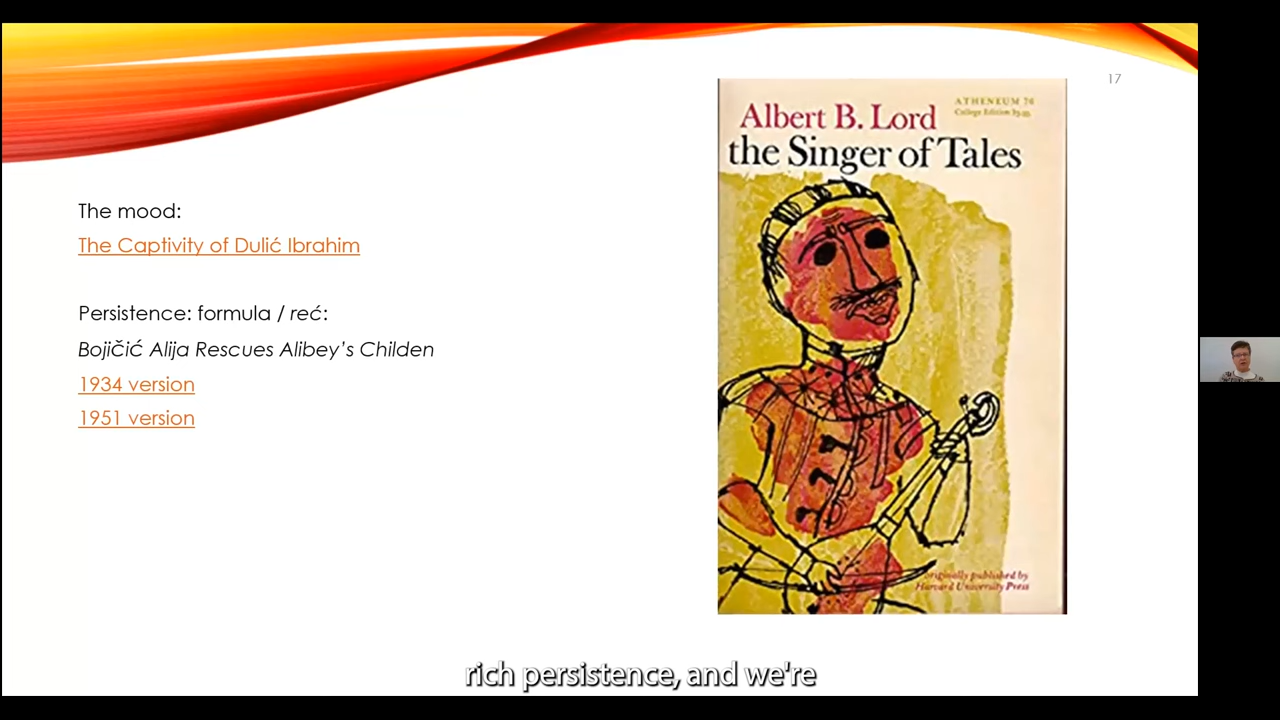 17
The mood:
The Captivity of Dulić Ibrahim
Persistence: formula / reć:
Bojičić Alija Rescues Alibey’s Childen
1934 version
1951 version
ATHENEUM 76
College Edition
Albert B. Lord
the Singer of Tales
originally published by
Harvard University Press
rich persistence, and we're